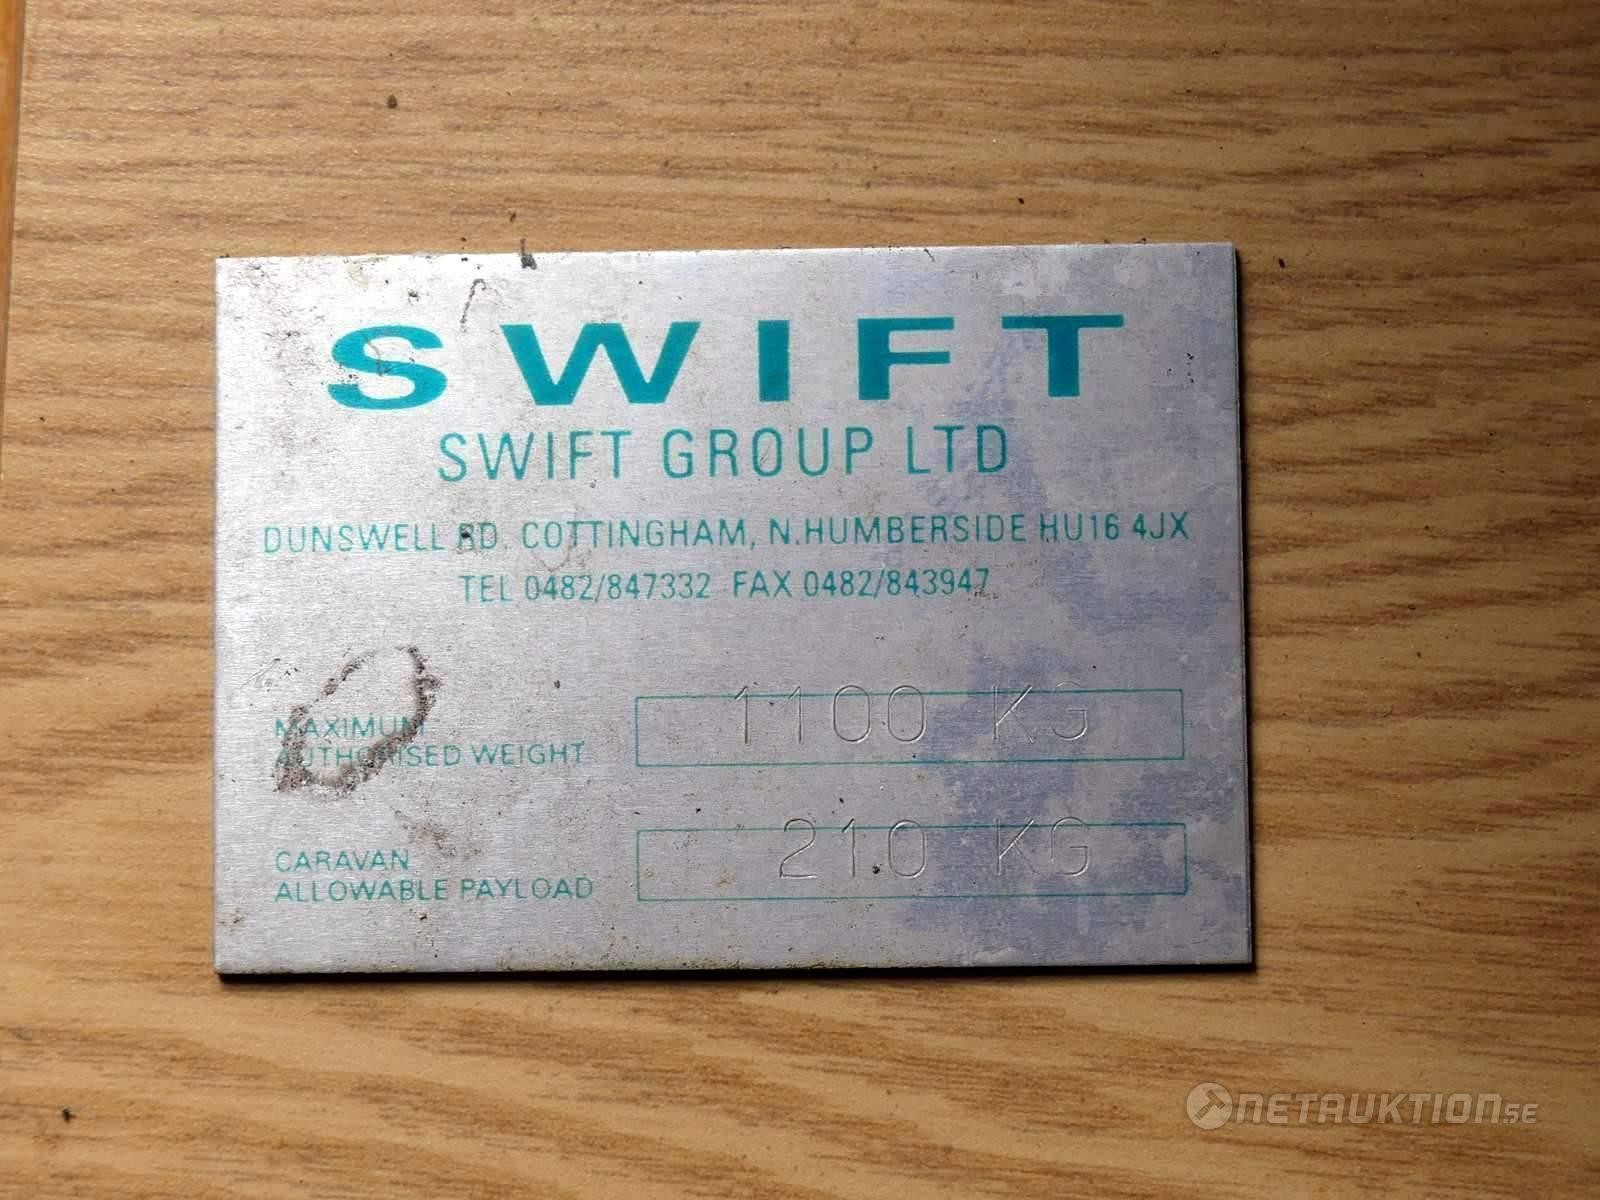 SWIFT
SWIFT GROUP LTD
DUNSWELL RD. COTTINGHAM, N.HUMBERSIDE HU16 4JX
TEL 0482/847332 FAX 0482/843947
MAXIMUM
AUTHORISED WEIGHT
1100 KG
CARAVAN
ALLOWABLE PAYLOAD
210 KG
NETAUKTION.SE